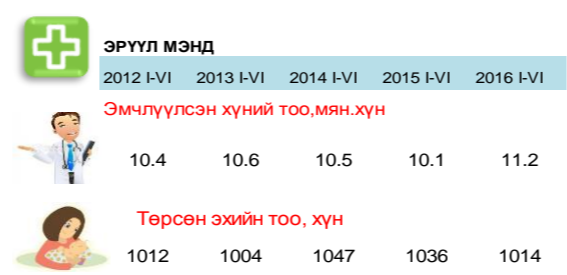 ЭРҮҮЛ МЭНД
2012 I-VI 2013 I-VI 2014 I-VI 2015 I-VI 2016 I-VI
Эмчлүүлсэн хүний тоо,мян.хүн
10.4 10.6 10.5 10.1 11.2
Төрсөн эхийн тоо, хүн
1012 1004 1047 1036 1014